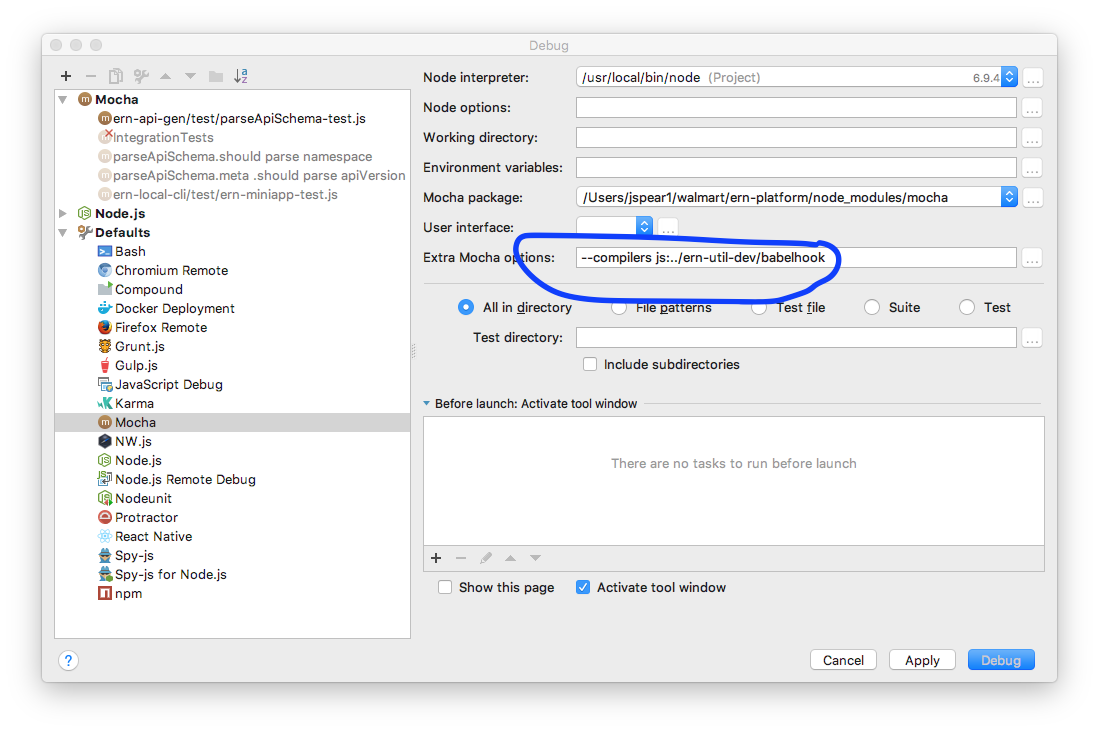 Debug
Mocha
ern-api-gen/test/parseApiSchema-test.js
IntegrationTests
parseApiSchema.should parse namespace
parseApiSchema.meta .should parse apiVersion
ern-local-cli/test/ern-miniapp-test.js
Node.js
Defaults
Bash
Chromium Remote
Compound
Docker Deployment
Firefox Remote
Grunt.js
Gulp.js
JavaScript Debug
Karma
Mocha
NW.js
Node.js
Node.js Remote Debug
Nodeunit
Protractor
React Native
Spy-js
Spy-js for Node.js
npm
Node interpreter: /usr/local/bin/node (Project) 6.9.4 ...
Node options: ...
Working directory: ...
Environment variables: ...
Mocha package: /Users/jspear1/walmart/ern-platform/node_modules/mocha ...
User interface: ...
Extra Mocha options: --compilers js:../ern-util-dev/babelhook ...
All in directory File patterns Test file Suite Test
Test directory: ...
Include subdirectories
Before launch: Activate tool window
There are no tasks to run before launch
Show this page Activate tool window
? Cancel Apply Debug